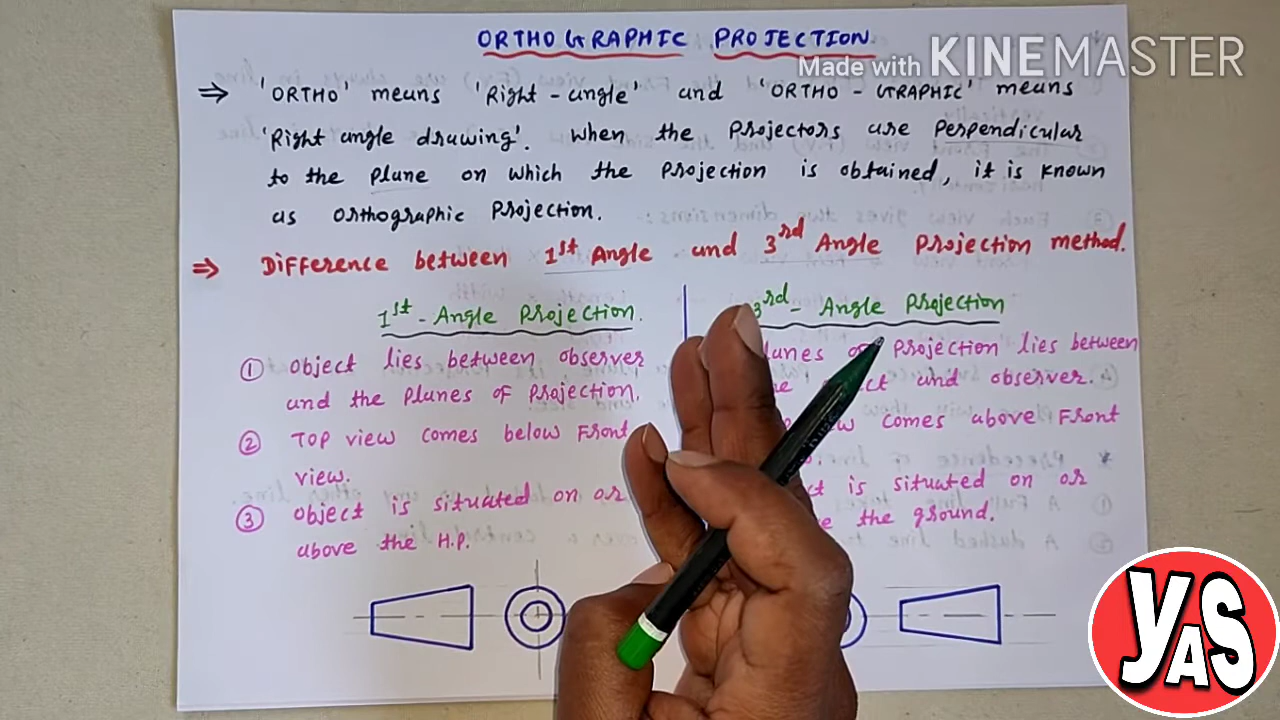 ORTHOGRAPHIC PROJECTION
Made with KINEMASTER
⇒ 'ORTHO' means 'Right-angle' and 'ORTHO-GRAPHIC' means
'Right angle drawing'. When the projectors are perpendicular
to the plane on which the projection is obtained, it is known
as orthographic projection.
⇒ Difference between 1st Angle and 3rd Angle projection method.
1st-Angle projection.
① object lies between observer
and the planes of projection.
② TOP view comes below Front
view.
③ object is situated on or
above the H.P.
3rd-Angle projection
projection lies between
and observer.
comes above Front
is situated on or
the ground.
YAS